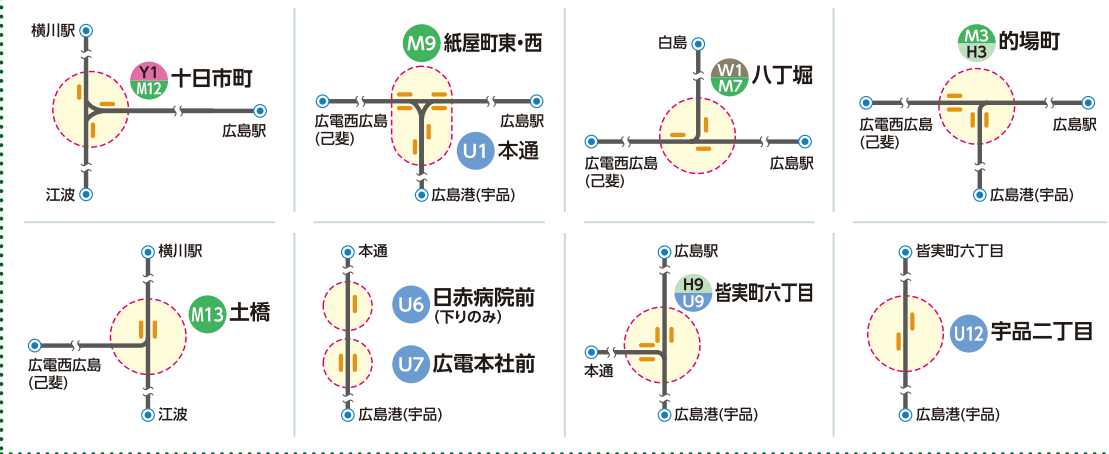 横川駅
Y1
M12
十日市町
広島駅
江波
M9
紙屋町東・西
広電西広島
(己斐)
広島駅
U1
本通
広島港(宇品)
白島
W1
M7
八丁堀
広電西広島
(己斐)
広島駅
M3
H3
的場町
広電西広島
(己斐)
広島駅
広島港(宇品)
横川駅
M13
土橋
広電西広島
(己斐)
江波
本通
U6
日赤病院前
(下りのみ)
U7
広電本社前
広島港(宇品)
広島駅
H9
U9
皆実町六丁目
本通
広島港(宇品)
皆実町六丁目
U12
宇品二丁目
広島港(宇品)